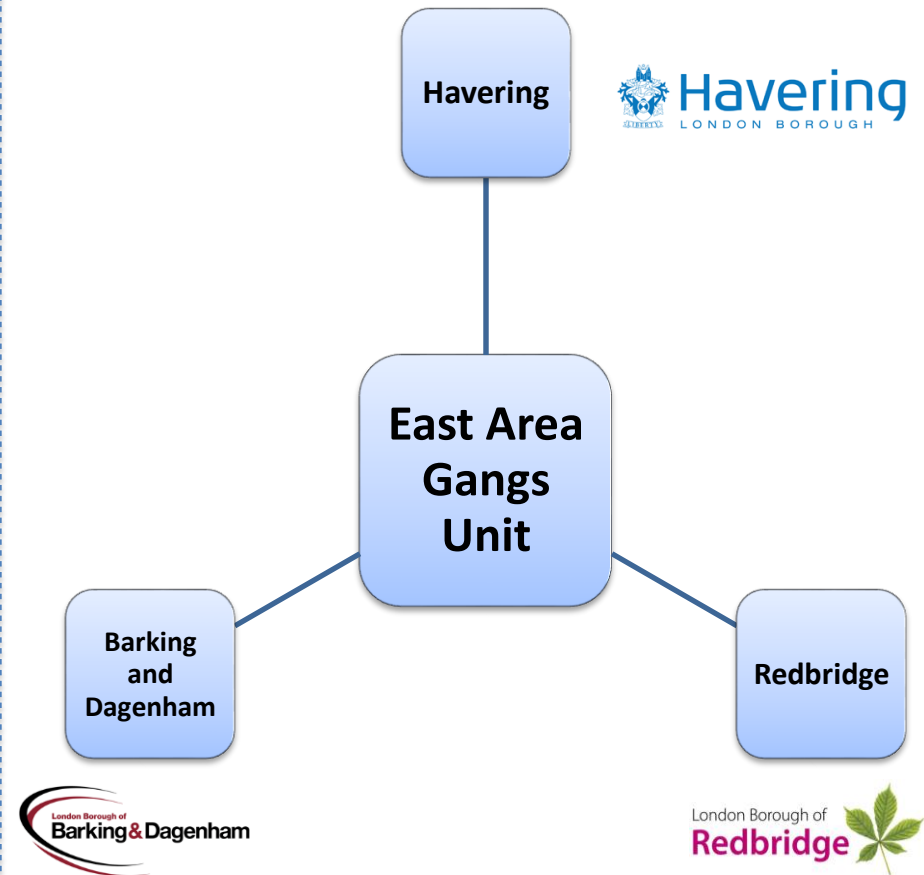 Havering
Havering
LONDON BOROUGH
LIBERTY
East Area
Gangs
Unit
Barking
and
Dagenham
Redbridge
London Borough of
Barking&Dagenham
London Borough of
Redbridge